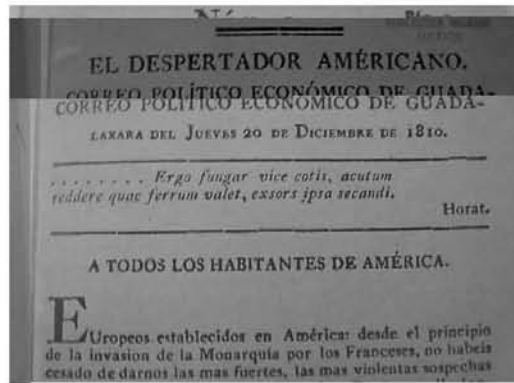 EL DESPERTADOR AMÉRICANO.
CORREO POLÍTICO ECONÓMICO DE GUADA-
CORREO POLÍTICO ECONÓMICO DE GUADA-
LAXARA DEL JUEVES 20 DE DICIEMBRE DE 1810.
........ Ergo fungar vice cotis, acutum
reddere quae ferrum valet, exsors ipsa secandi.
Horat.
A TODOS LOS HABITANTES DE AMÉRICA.
EUropeos establecidos en América: desde el principio
de la invasion de la Monarquía por los Franceses, no habeis
cesado de darnos las mas fuertes, las mas violentas sospechas